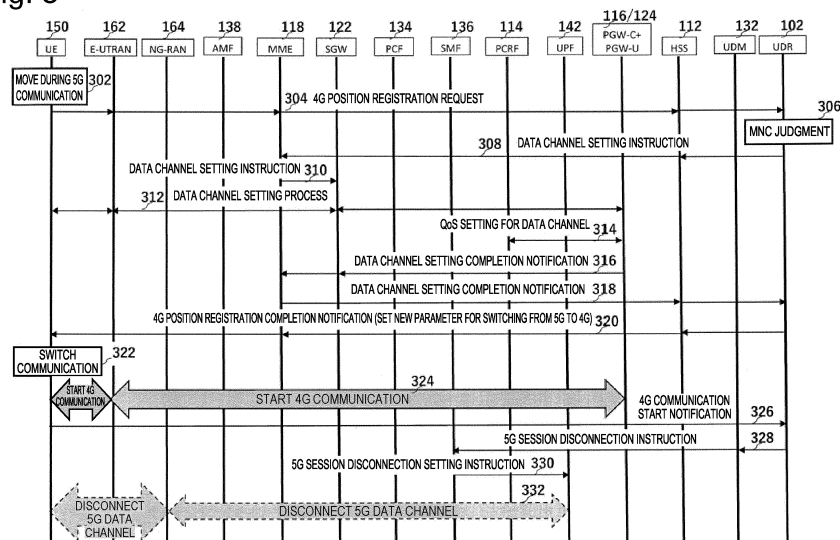 150 162 164 138 118 122 134 136 114 142 116/124 112 132 102
UE E-UTRAN NG-RAN AMF MME SGW PCF SMF PCRF UPF PGW-C+ HSS UDM UDR
PGW-U
MOVE DURING 5G
COMMUNICATION
302
304 4G POSITION REGISTRATION REQUEST
306
MNC JUDGMENT
308 DATA CHANNEL SETTING INSTRUCTION
DATA CHANNEL SETTING INSTRUCTION 310
312 DATA CHANNEL SETTING PROCESS
QoS SETTING FOR DATA CHANNEL 314
DATA CHANNEL SETTING COMPLETION NOTIFICATION 316
DATA CHANNEL SETTING COMPLETION NOTIFICATION 318
4G POSITION REGISTRATION COMPLETION NOTIFICATION (SET NEW PARAMETER FOR SWITCHING FROM 5G TO 4G) 320
SWITCH
COMMUNICATION
322
START 4G
COMMUNICATION
START 4G COMMUNICATION 324
4G COMMUNICATION
START NOTIFICATION 326
5G SESSION DISCONNECTION INSTRUCTION 328
5G SESSION DISCONNECTION SETTING INSTRUCTION 330
DISCONNECT
5G DATA
CHANNEL
DISCONNECT 5G DATA CHANNEL 332